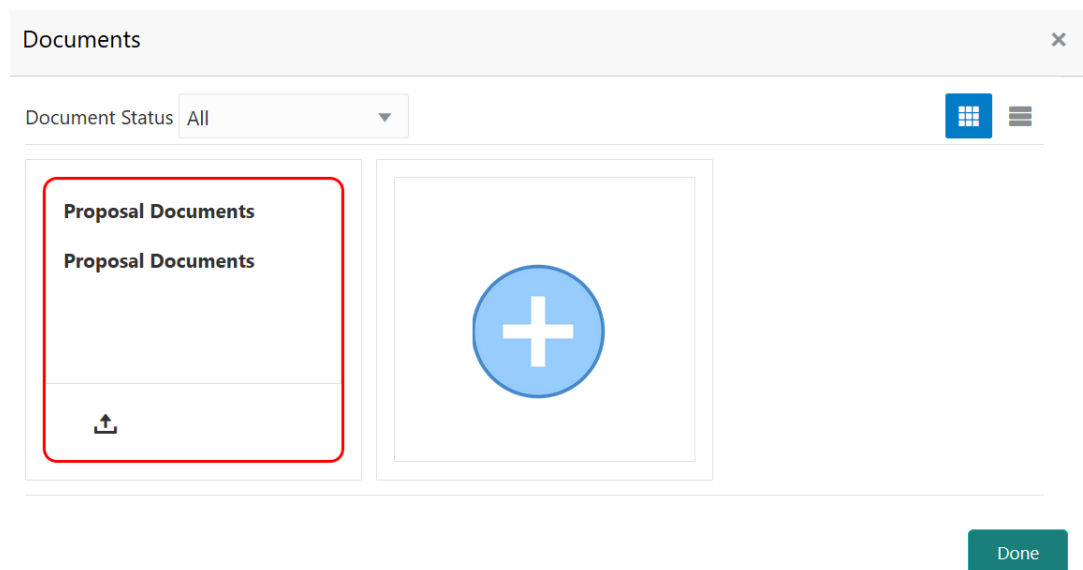 Documents
Document Status All
Proposal Documents
Proposal Documents
Done